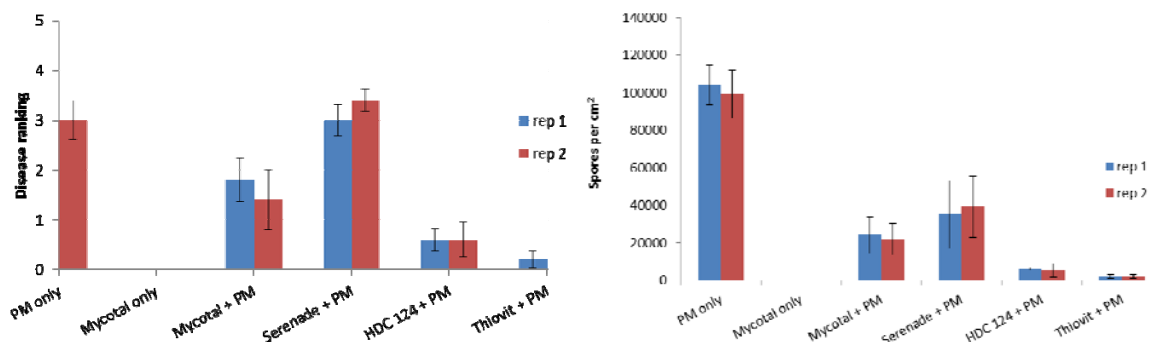 5
4
3
2
1
0
Disease ranking
PM only
Mycotal only
Mycotal + PM
Serenade + PM
HDC 124 + PM
Thiovit + PM
rep 1
rep 2
140000
120000
100000
80000
60000
40000
20000
0
Spores per cm²
PM only
Mycotal only
Mycotal + PM
Serenade + PM
HDC 124 + PM
Thiovit + PM
rep 1
rep 2